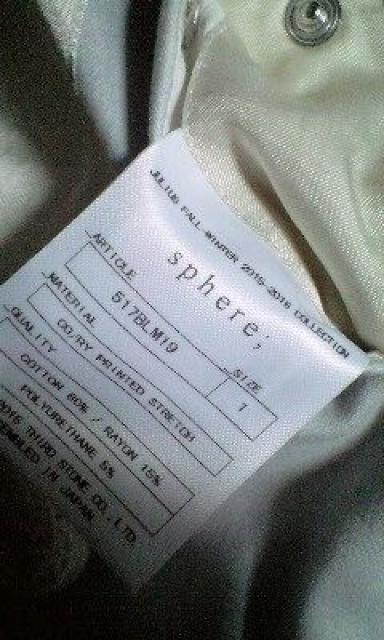 JULIUS FALL-WINTER 2015-2016 COLLECTION
sphere;
ARTICLE SIZE
517BLM19 1
MATERIAL
CO/RY PRINTED STRETCH
QUALITY
COTTON 80% / RAYON 15%
POLYURETHANE 5%
2015 THIRD STONE CO., LTD.
ASSEMBLED IN JAPAN